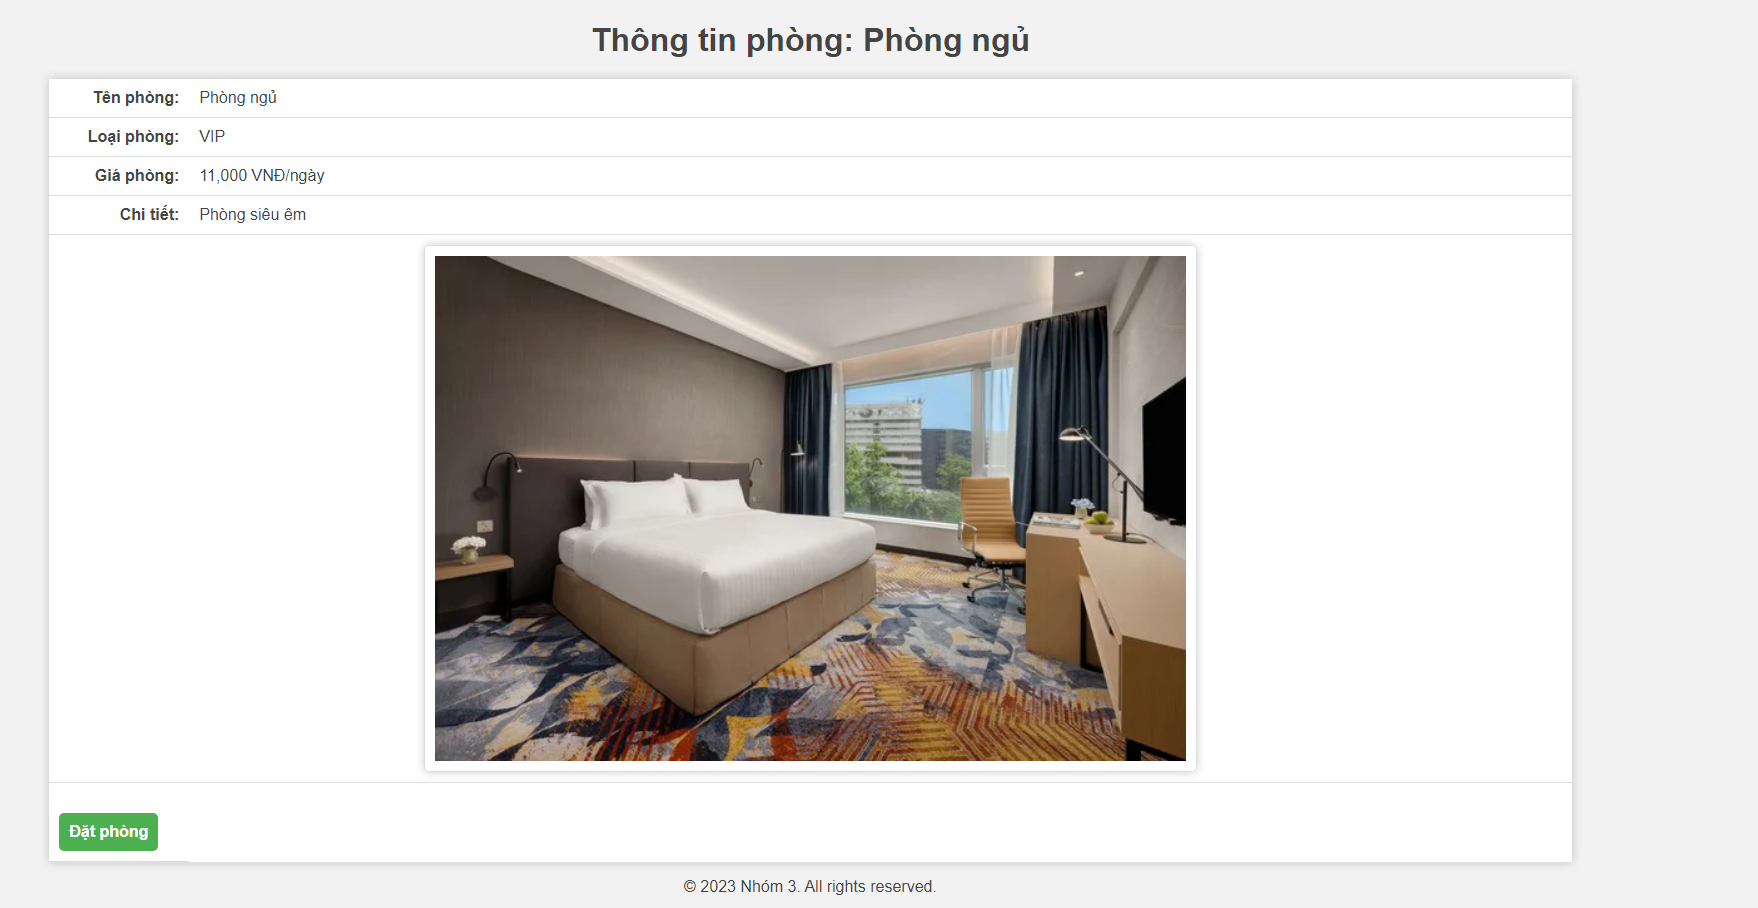 Thông tin phòng: Phòng ngủ
Tên phòng: Phòng ngủ
Loại phòng: VIP
Giá phòng: 11,000 VNĐ/ngày
Chi tiết: Phòng siêu êm
Đặt phòng
© 2023 Nhóm 3. All rights reserved.